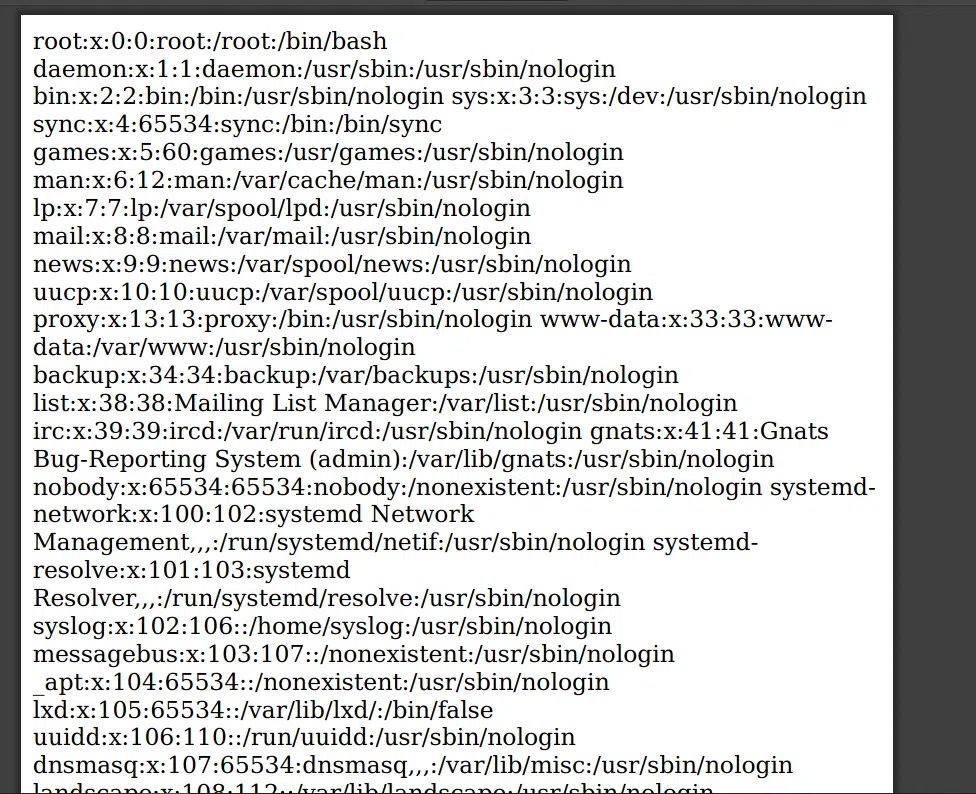 root:x:0:0:root:/root:/bin/bash
daemon:x:1:1:daemon:/usr/sbin:/usr/sbin/nologin
bin:x:2:2:bin:/bin:/usr/sbin/nologin sys:x:3:3:sys:/dev:/usr/sbin/nologin
sync:x:4:65534:sync:/bin:/bin/sync
games:x:5:60:games:/usr/games:/usr/sbin/nologin
man:x:6:12:man:/var/cache/man:/usr/sbin/nologin
lp:x:7:7:lp:/var/spool/lpd:/usr/sbin/nologin
mail:x:8:8:mail:/var/mail:/usr/sbin/nologin
news:x:9:9:news:/var/spool/news:/usr/sbin/nologin
uucp:x:10:10:uucp:/var/spool/uucp:/usr/sbin/nologin
proxy:x:13:13:proxy:/bin:/usr/sbin/nologin www-data:x:33:33:www-
data:/var/www:/usr/sbin/nologin
backup:x:34:34:backup:/var/backups:/usr/sbin/nologin
list:x:38:38:Mailing List Manager:/var/list:/usr/sbin/nologin
irc:x:39:39:ircd:/var/run/ircd:/usr/sbin/nologin gnats:x:41:41:Gnats
Bug-Reporting System (admin):/var/lib/gnats:/usr/sbin/nologin
nobody:x:65534:65534:nobody:/nonexistent:/usr/sbin/nologin systemd-
network:x:100:102:systemd Network
Management,,,:/run/systemd/netif:/usr/sbin/nologin systemd-
resolve:x:101:103:systemd
Resolver,,,:/run/systemd/resolve:/usr/sbin/nologin
syslog:x:102:106::/home/syslog:/usr/sbin/nologin
messagebus:x:103:107::/nonexistent:/usr/sbin/nologin
_apt:x:104:65534::/nonexistent:/usr/sbin/nologin
lxd:x:105:65534::/var/lib/lxd/:/bin/false
uuidd:x:106:110::/run/uuidd:/usr/sbin/nologin
dnsmasq:x:107:65534:dnsmasq,,,:/var/lib/misc:/usr/sbin/nologin
landscape:x:108:112::/var/lib/landscape:/usr/sbin/nologin